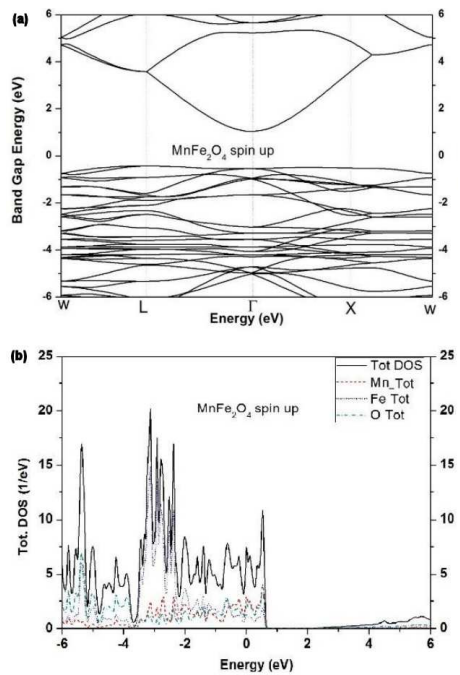 (a)
6 6
4 4
2 2
0 0
-2 -2
-4 -4
-6 -6
Band Gap Energy (eV)
MnFe₂O₄ spin up
W L Γ X W
Energy (eV)
(b)
25 25
20 20
15 15
10 10
5 5
0 0
Tot. DOS (1/eV)
Tot DOS
Mn_Tot
Fe Tot
O Tot
MnFe₂O₄ spin up
-6 -4 -2 0 2 4 6
Energy (eV)